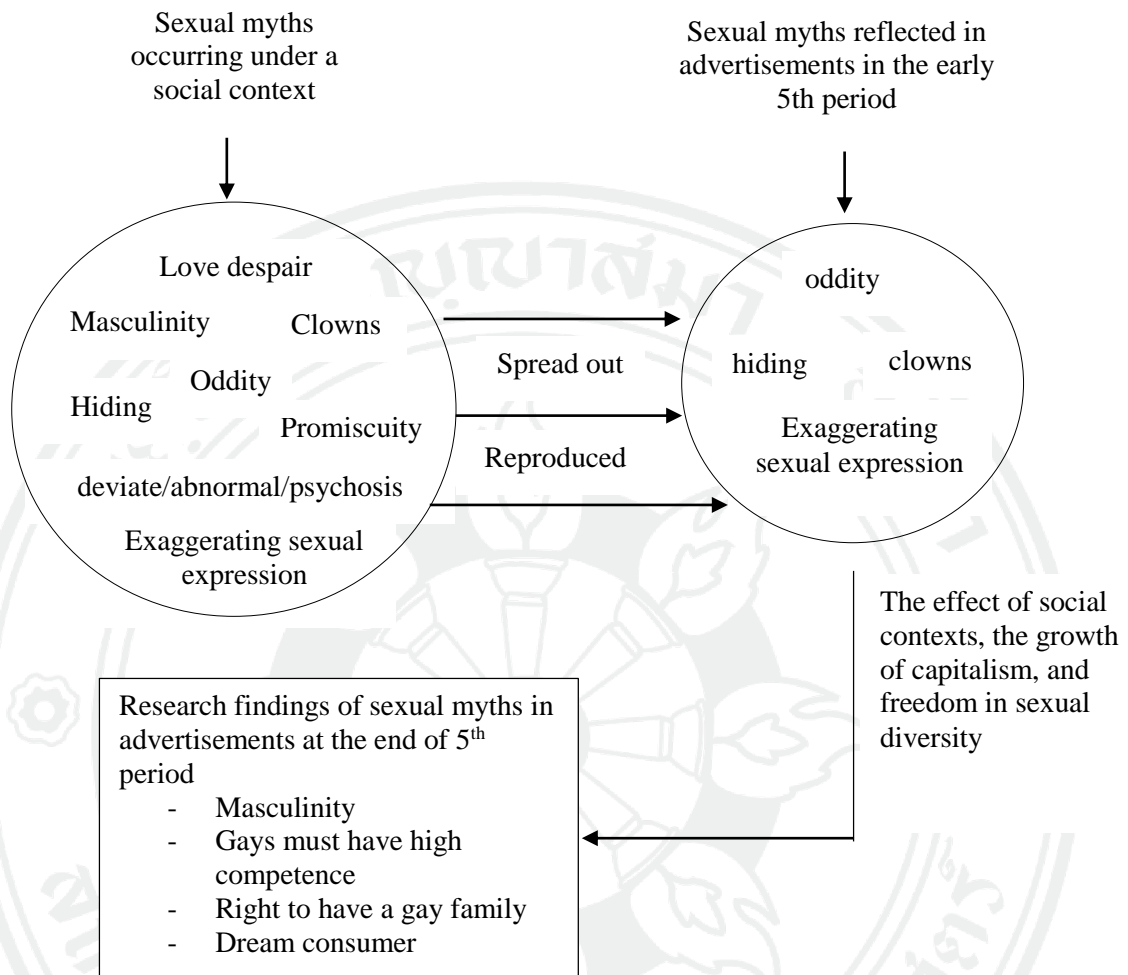 Sexual myths
occurring under a
social context
Sexual myths reflected in
advertisements in the early
5th period
Love despair
Masculinity
Clowns
Oddity
Hiding
Promiscuity
deviate/abnormal/psychosis
Exaggerating sexual
expression
Spread out
Reproduced
oddity
hiding
clowns
Exaggerating
sexual expression
The effect of social
contexts, the growth
of capitalism, and
freedom in sexual
diversity
Research findings of sexual myths in
advertisements at the end of 5th
period
- Masculinity
- Gays must have high
competence
- Right to have a gay family
- Dream consumer